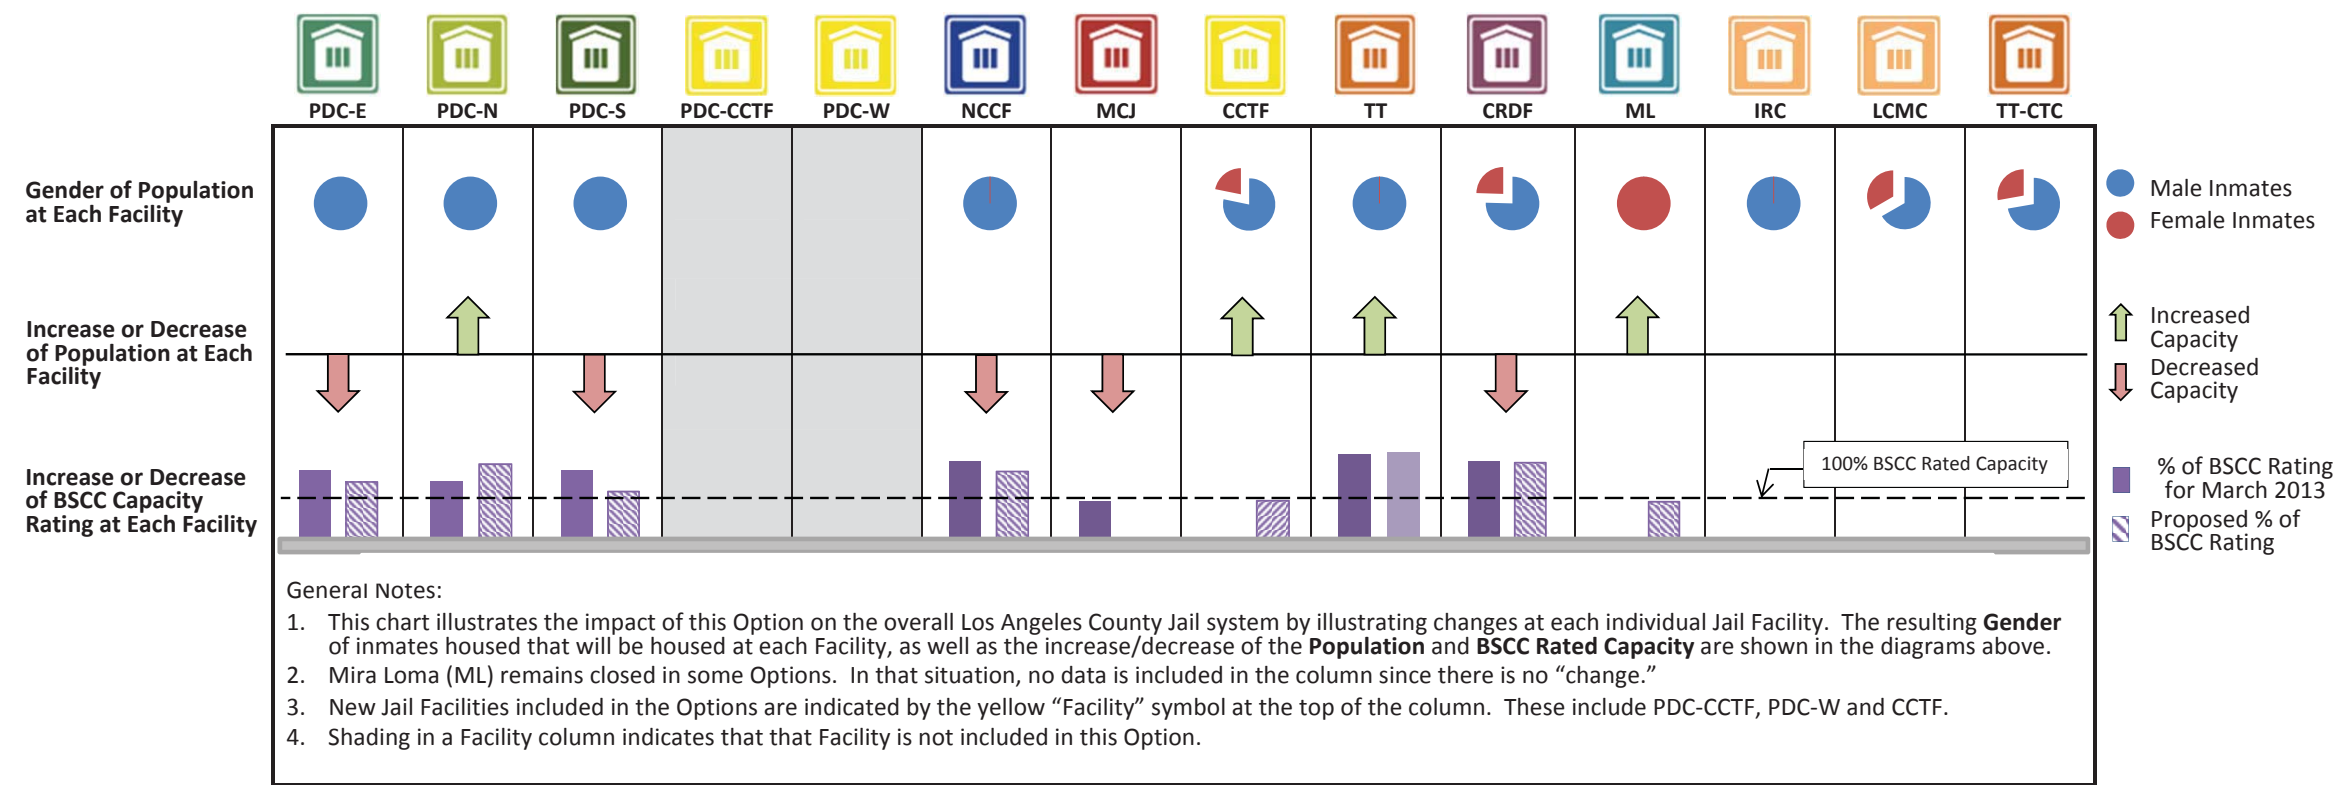 PDC-E PDC-N PDC-S PDC-CCTF PDC-W NCCF MCJ CCTF TT CRDF ML IRC LCMC TT-CTC
Gender of Population
at Each Facility
Male Inmates
Female Inmates
Increase or Decrease
of Population at Each
Facility
Increased
Capacity
Decreased
Capacity
Increase or Decrease
of BSCC Capacity
Rating at Each Facility
100% BSCC Rated Capacity
% of BSCC Rating
for March 2013
Proposed % of
BSCC Rating
General Notes:
1. This chart illustrates the impact of this Option on the overall Los Angeles County Jail system by illustrating changes at each individual Jail Facility. The resulting Gender
of inmates housed that will be housed at each Facility, as well as the increase/decrease of the Population and BSCC Rated Capacity are shown in the diagrams above.
2. Mira Loma (ML) remains closed in some Options. In that situation, no data is included in the column since there is no “change.”
3. New Jail Facilities included in the Options are indicated by the yellow “Facility” symbol at the top of the column. These include PDC-CCTF, PDC-W and CCTF.
4. Shading in a Facility column indicates that that Facility is not included in this Option.